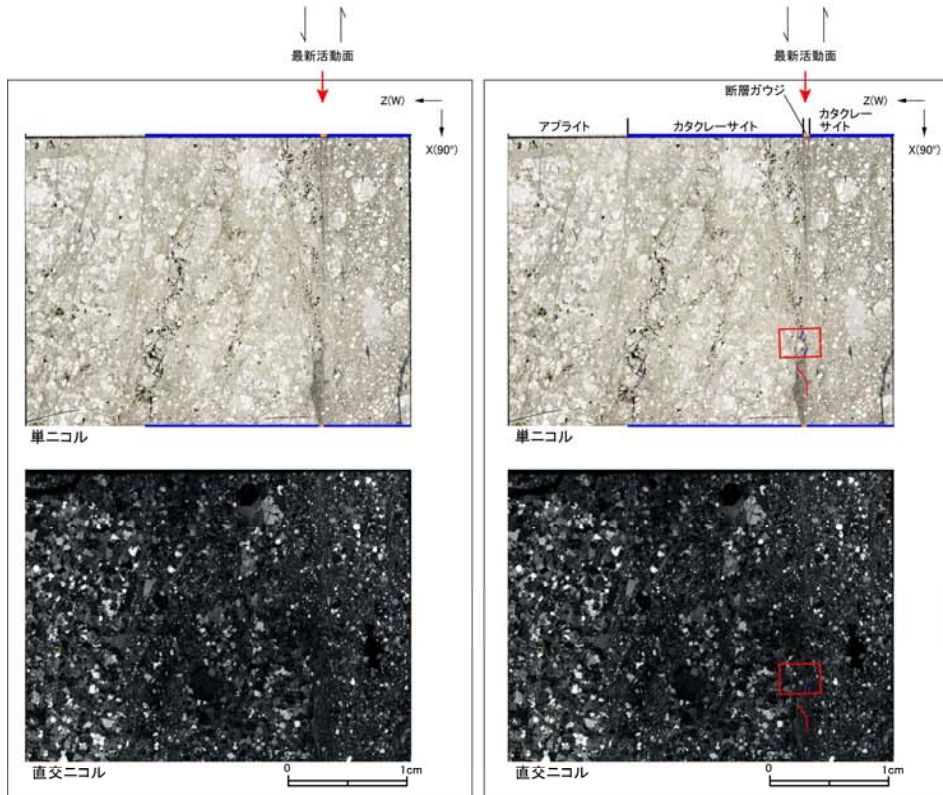 最新活動面
Z(W)
X(90°)
単ニコル
直交ニコル
0 1cm
最新活動面
断層ガウジ
Z(W)
アプライト カタクレーサイト カタクレー
サイト
X(90°)
単ニコル
直交ニコル
0 1cm